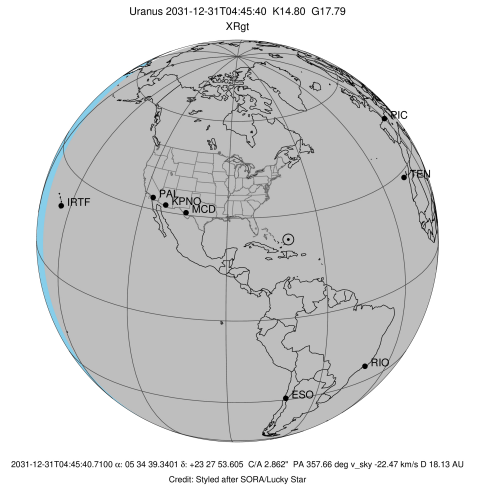 Uranus 2031-12-31T04:45:40 K14.80 G17.79
XRgt
PIC
TEN
PAL
KPNO
MCD
IRTF
RIO
ESO
2031-12-31T04:45:40.7100 α: 05 34 39.3401 δ: +23 27 53.605 C/A 2.862" PA 357.66 deg v_sky -22.47 km/s D 18.13 AU
Credit: Styled after SORA/Lucky Star